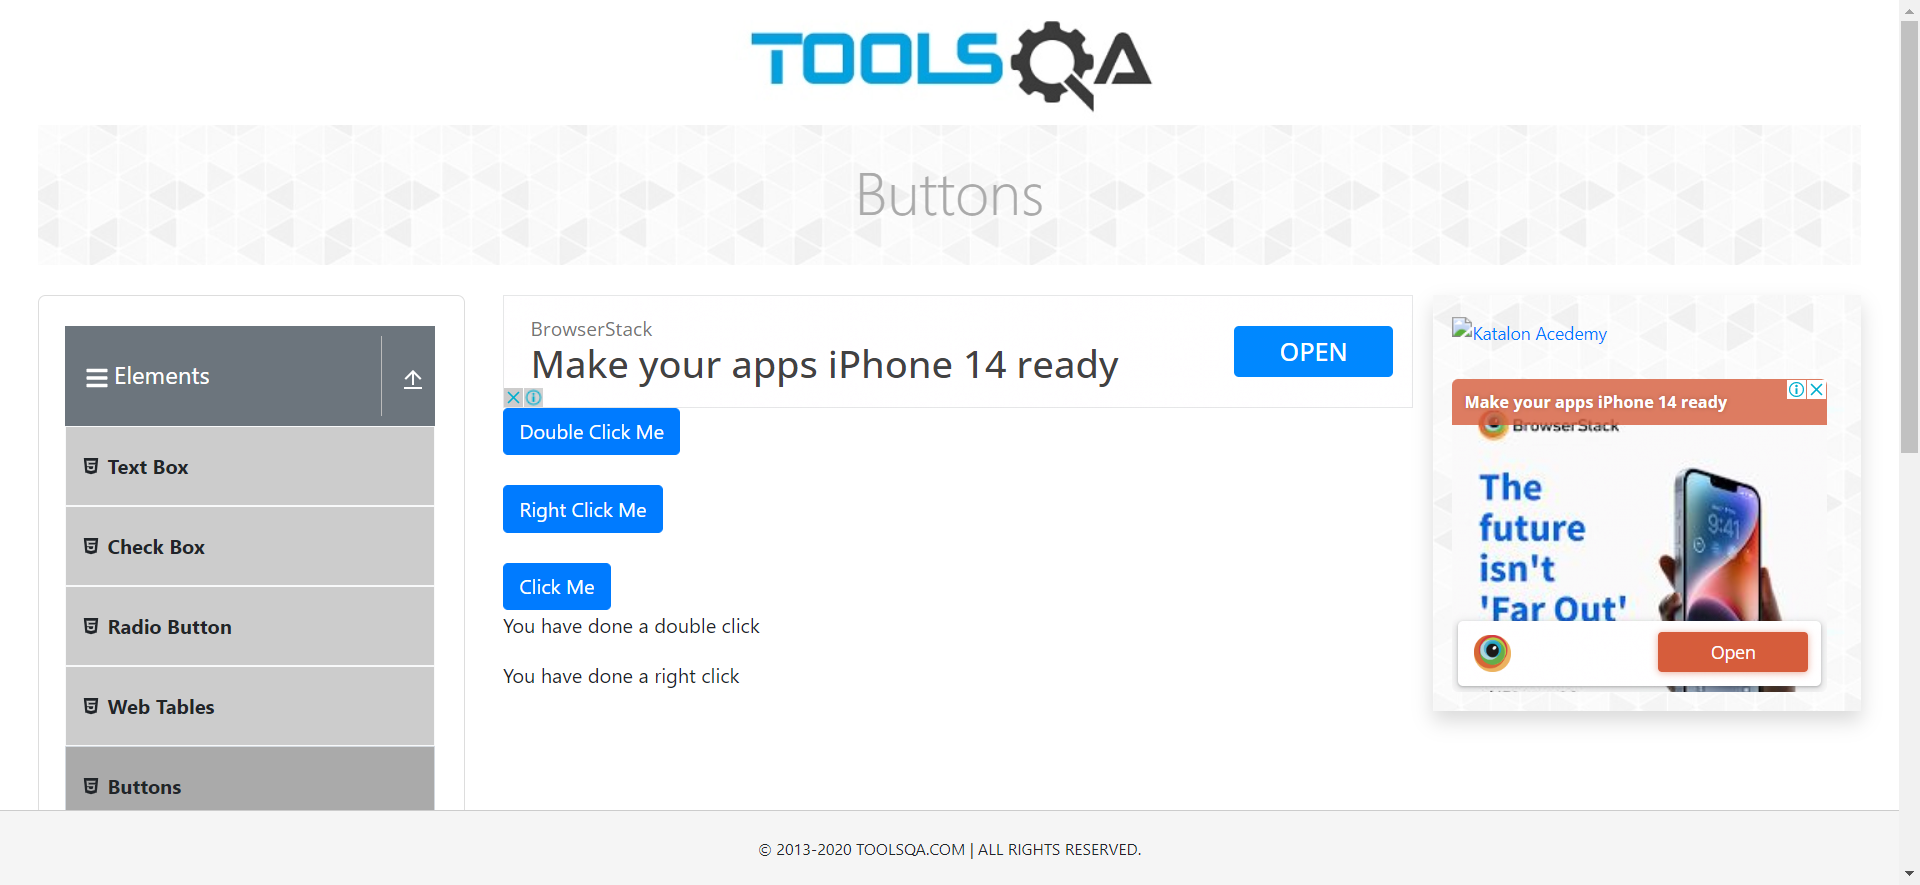 TOOLSQA
Buttons
Elements
Text Box
Check Box
Radio Button
Web Tables
Buttons
BrowserStack
Make your apps iPhone 14 ready
OPEN
Double Click Me
Right Click Me
Click Me
You have done a double click
You have done a right click
Katalon Acedemy
Make your apps iPhone 14 ready
BrowserStack
The
future
isn't
'Far Out'
9:41
Open
© 2013-2020 TOOLSQA.COM | ALL RIGHTS RESERVED.